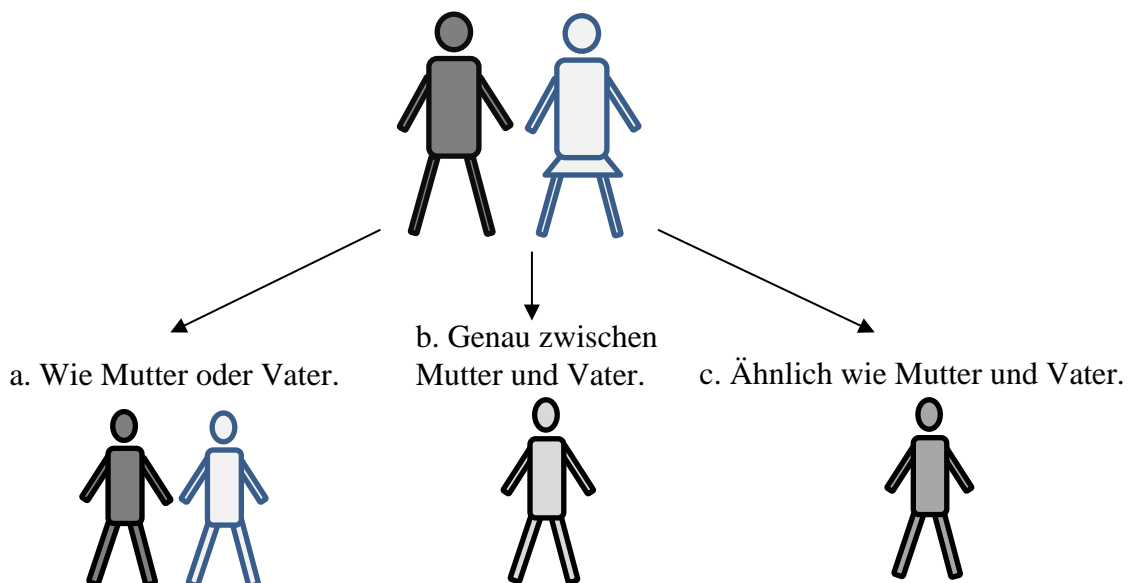 a. Wie Mutter oder Vater.
b. Genau zwischen
Mutter und Vater.
c. Ähnlich wie Mutter und Vater.